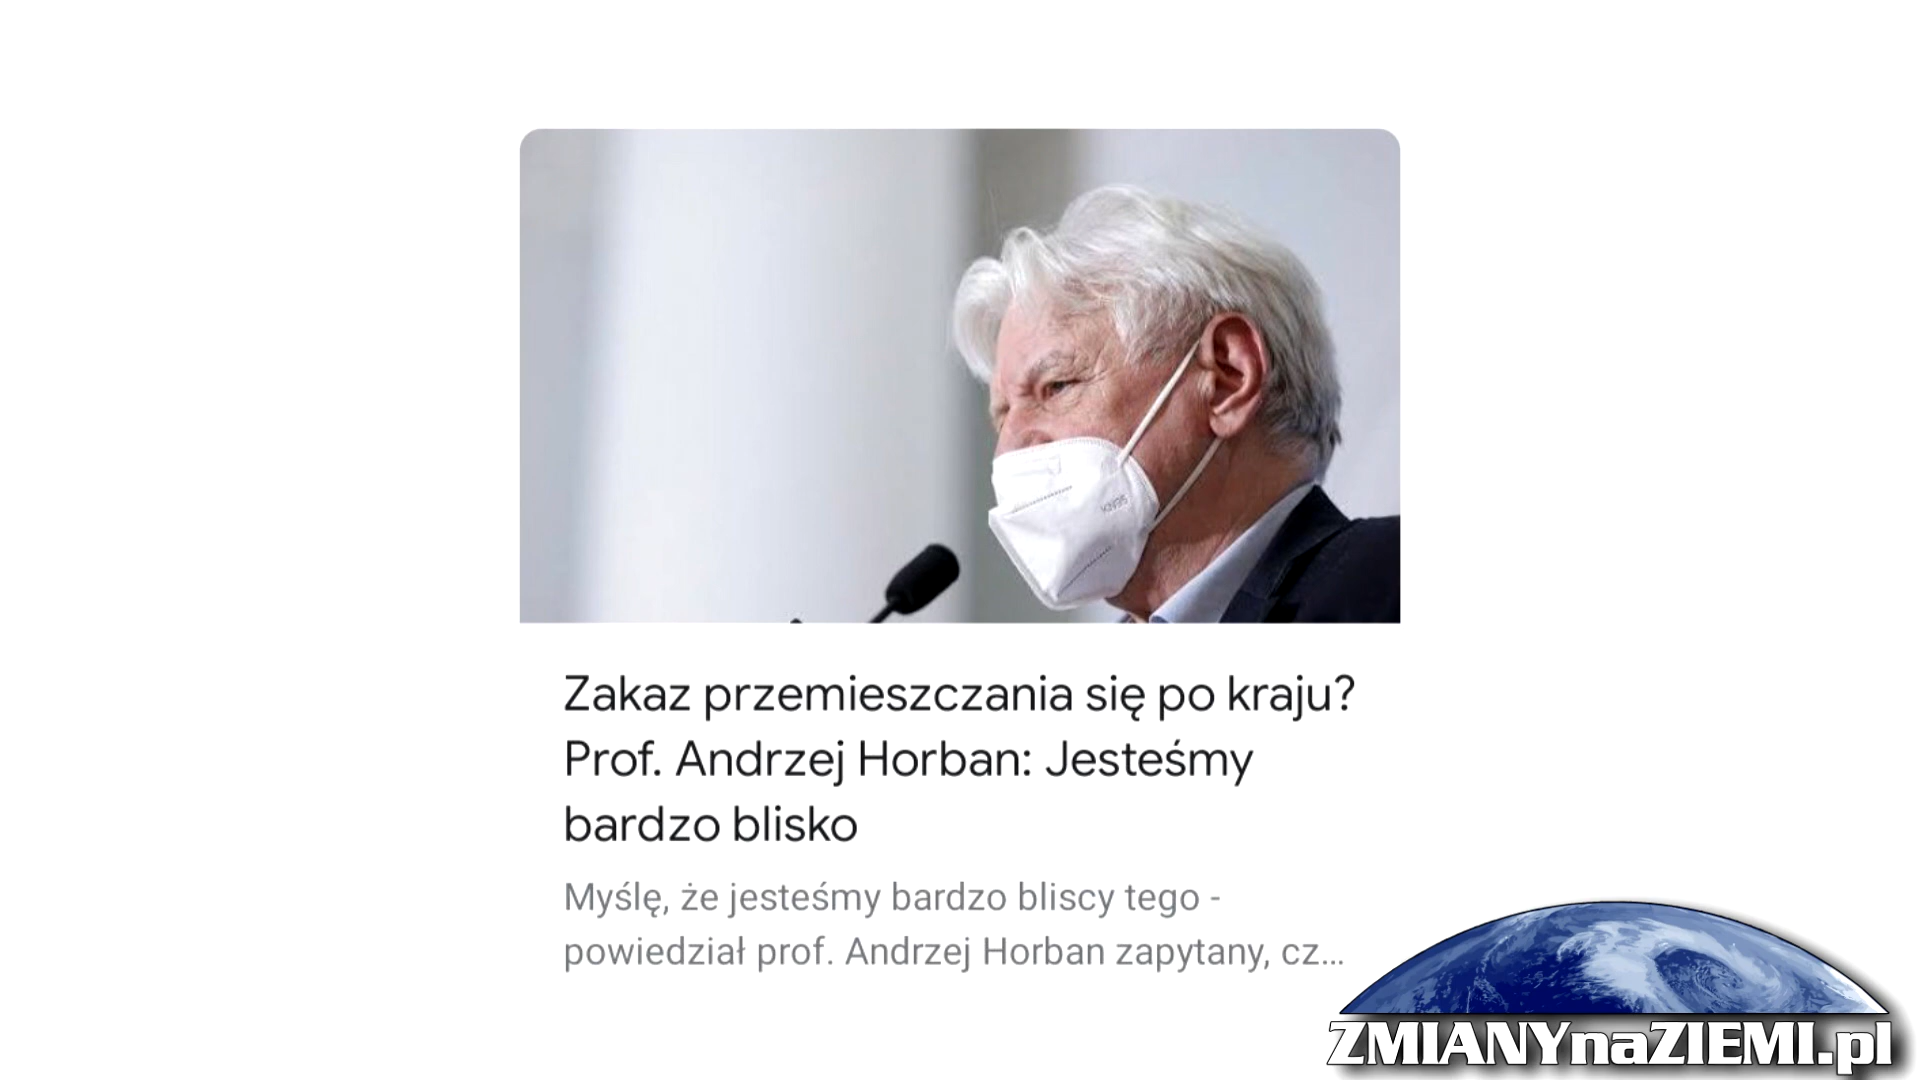 KN95
Zakaz przemieszczania się po kraju?
Prof. Andrzej Horban: Jesteśmy
bardzo blisko
Myślę, że jesteśmy bardzo bliscy tego -
powiedział prof. Andrzej Horban zapytany, cz...
ZMIANYnaZIEMI.pl